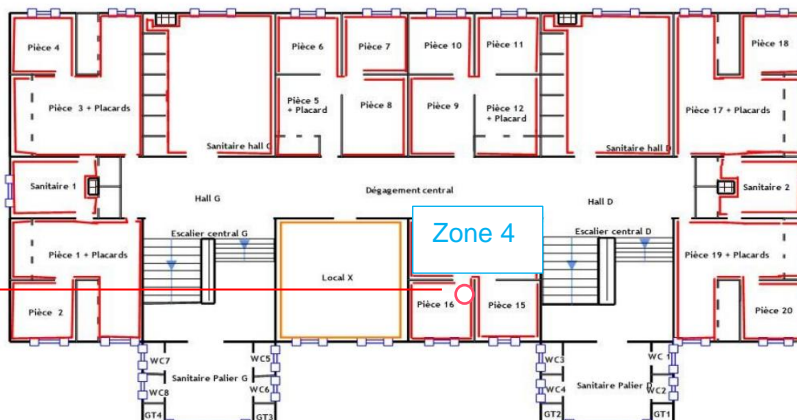 Pièce 4
Pièce 6
Pièce 7
Pièce 10
Pièce 11
Pièce 18
Pièce 3 + Placards
Pièce 5
+ Placard
Pièce 8
Pièce 9
Pièce 12
+ Placard
Pièce 17 + Placards
Sanitaire hall G
Sanitaire hall D
Sanitaire 1
Sanitaire 2
Hall G
Dégagement central
Hall D
Escalier central G
Zone 4
Escalier central D
Pièce 1 + Placards
Local X
Pièce 19 + Placards
Pièce 2
Pièce 16
Pièce 15
Pièce 20
WC7
WC5
WC3
WC 1
Sanitaire Palier G
Sanitaire Palier D
WC8
WC6
WC4
WC2
GT4
GT3
GT2
GT1